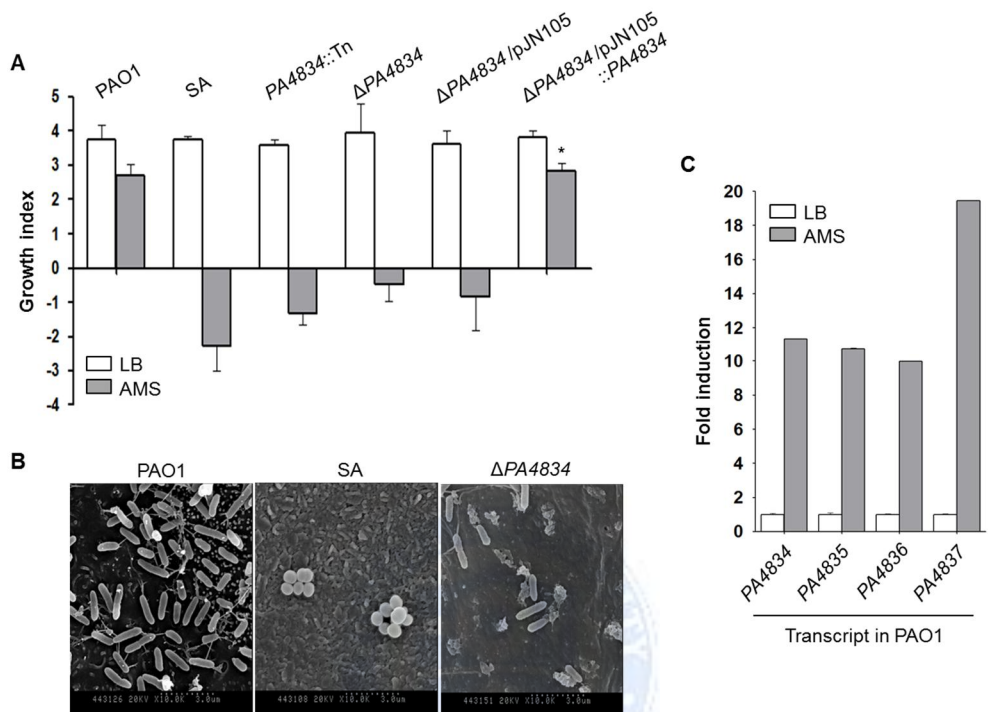 A
PAO1
SA
PA4834::Tn
ΔPA4834
ΔPA4834/pJN105
ΔPA4834/pJN105
::PA4834
Growth index
5
4
3
2
1
0
-1
-2
-3
-4
*
LB
AMS
B
PAO1
SA
ΔPA4834
443126 20KV X10.0K 3.0um
443108 20KV X10.0K 3.0um
443151 20KV X10.0K 3.0um
C
LB
AMS
Fold induction
20
18
16
14
12
10
8
6
4
2
0
PA4834
PA4835
PA4836
PA4837
Transcript in PAO1